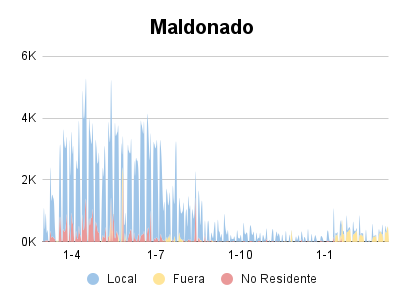 Maldonado
6K
4K
2K
0K
1-4 1-7 1-10 1-1
Local Fuera No Residente